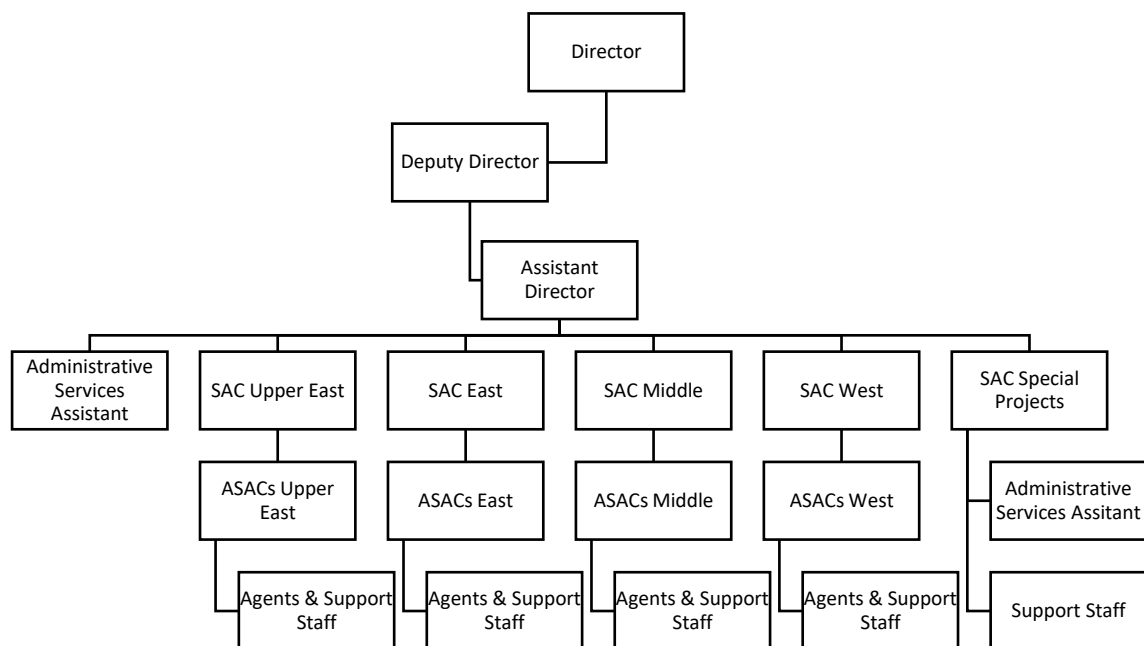 Director
Deputy Director
Assistant
Director
Administrative
Services
Assistant
SAC Upper East
SAC East
SAC Middle
SAC West
SAC Special
Projects
ASACs Upper
East
ASACs East
ASACs Middle
ASACs West
Administrative
Services Assitant
Agents & Support
Staff
Agents & Support
Staff
Agents & Support
Staff
Agents & Support
Staff
Support Staff